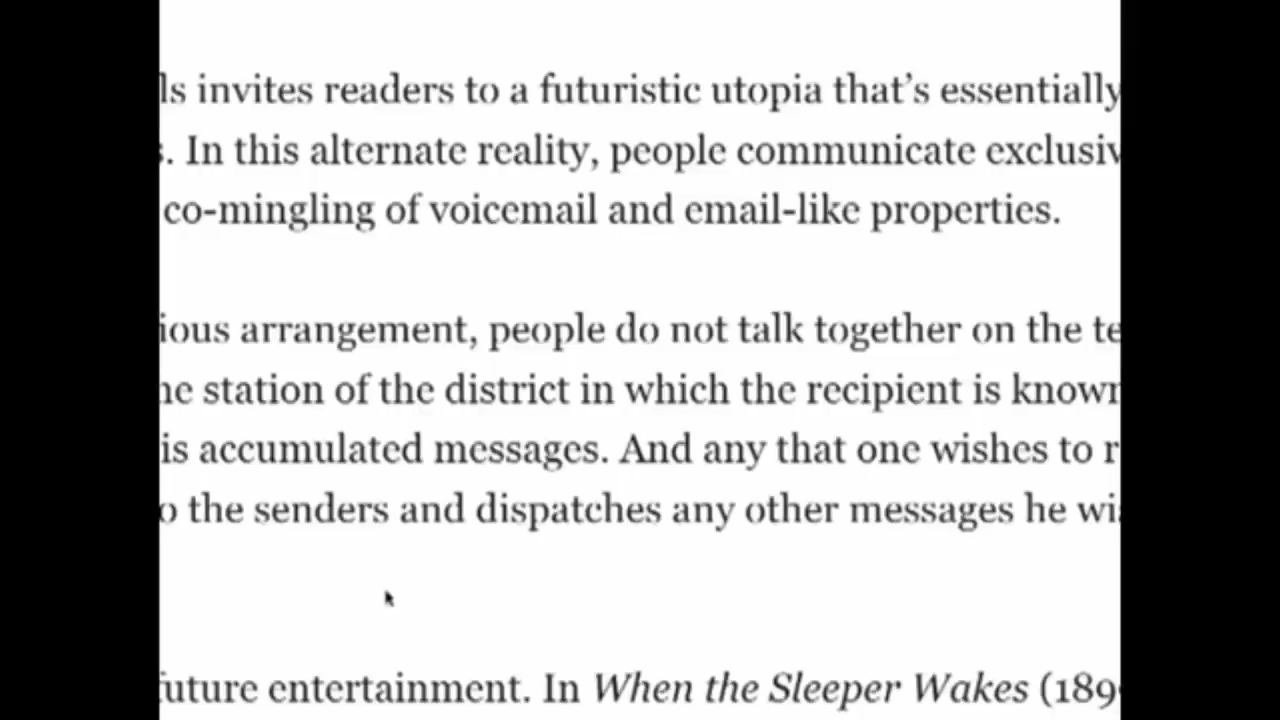 ls invites readers to a futuristic utopia that's essentially
. In this alternate reality, people communicate exclusiv
co-mingling of voicemail and email-like properties.
ious arrangement, people do not talk together on the te
he station of the district in which the recipient is known
is accumulated messages. And any that one wishes to r
o the senders and dispatches any other messages he wi
future entertainment. In When the Sleeper Wakes (189